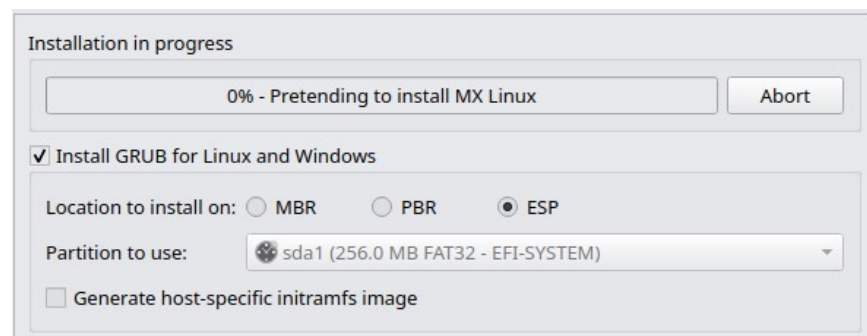 Installation in progress
0% - Pretending to install MX Linux Abort
Install GRUB for Linux and Windows
Location to install on: MBR PBR ESP
Partition to use: sda1 (256.0 MB FAT32 - EFI-SYSTEM)
Generate host-specific initramfs image